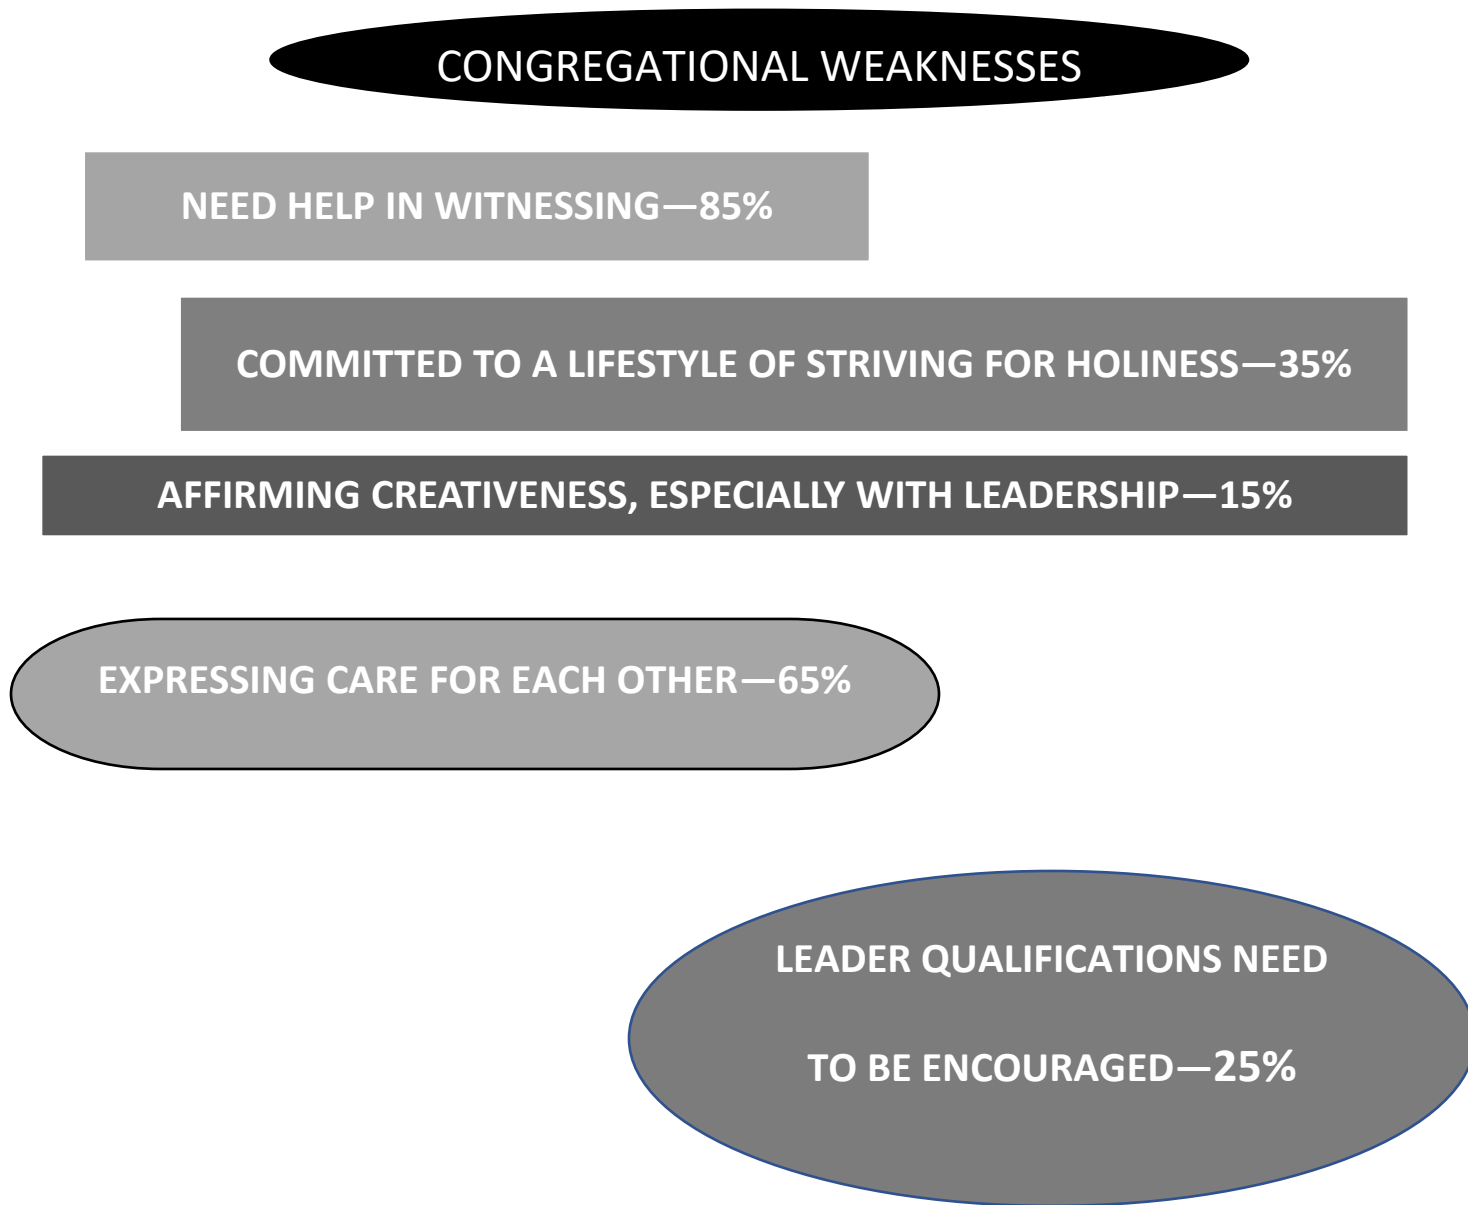 CONGREGATIONAL WEAKNESSES
NEED HELP IN WITNESSING—85%
COMMITTED TO A LIFESTYLE OF STRIVING FOR HOLINESS—35%
AFFIRMING CREATIVENESS, ESPECIALLY WITH LEADERSHIP—15%
EXPRESSING CARE FOR EACH OTHER—65%
LEADER QUALIFICATIONS NEED
TO BE ENCOURAGED—25%